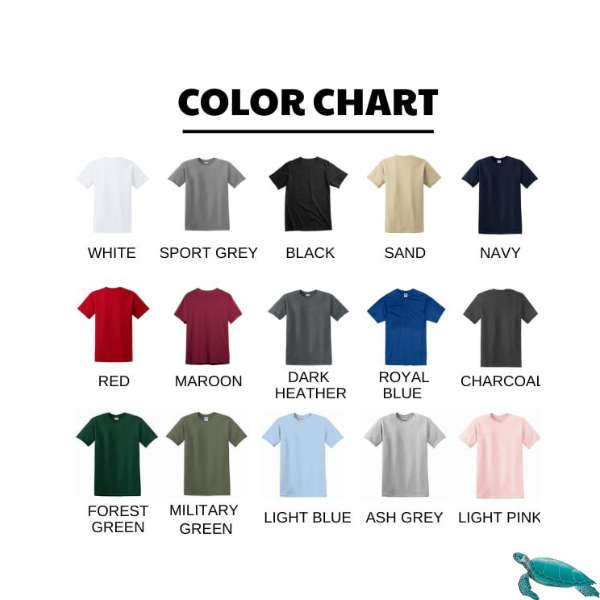 COLOR CHART
WHITE
SPORT GREY
BLACK
SAND
NAVY
RED
MAROON
DARK
HEATHER
ROYAL
BLUE
CHARCOAL
FOREST
GREEN
MILITARY
GREEN
LIGHT BLUE
ASH GREY
LIGHT PINK